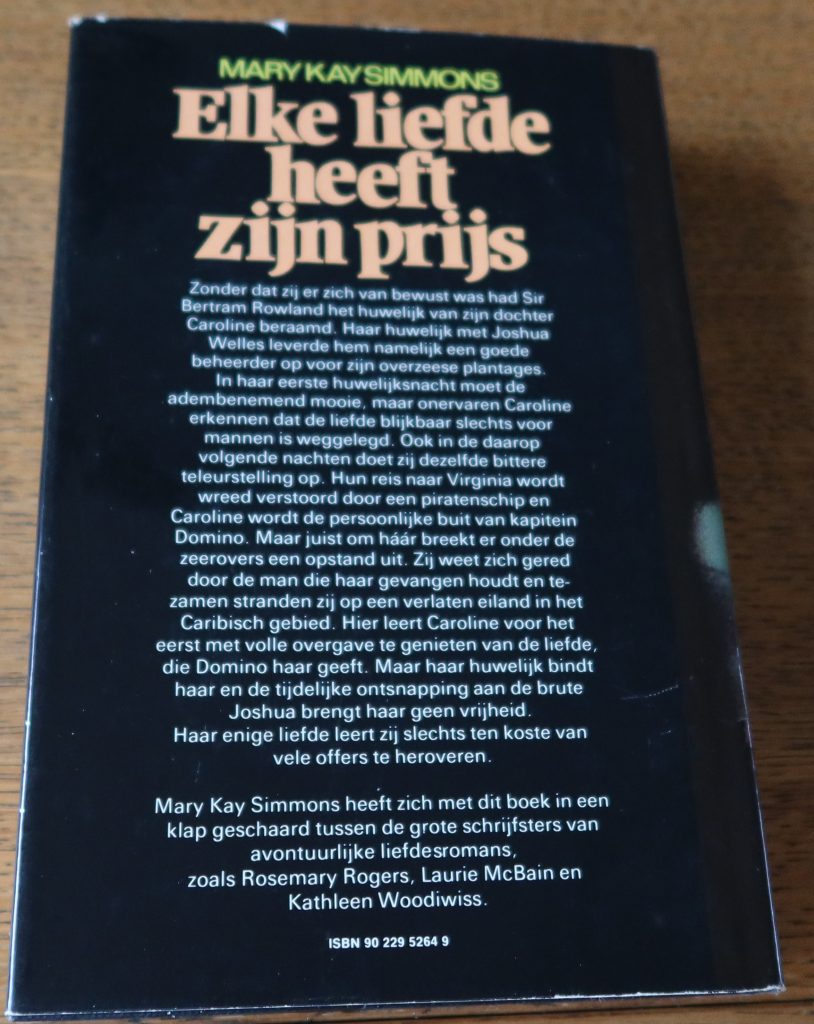 MARY KAY SIMMONS
Elke liefde
heeft
zijn prijs
Zonder dat zij er zich van bewust was had Sir
Bertram Rowland het huwelijk van zijn dochter
Caroline beraamd. Haar huwelijk met Joshua
Welles leverde hem namelijk een goede
beheerder op voor zijn overzeese plantages.
In haar eerste huwelijksnacht moet de
adembenemend mooie, maar onervaren Caroline
erkennen dat de liefde blijkbaar slechts voor
mannen is weggelegd. Ook in de daarop
volgende nachten doet zij dezelfde bittere
teleurstelling op. Hun reis naar Virginia wordt
wreed verstoord door een piratenschip en
Caroline wordt de persoonlijke buit van kapitein
Domino. Maar juist om háár breekt er onder de
zeerovers een opstand uit. Zij weet zich gered
door de man die haar gevangen houdt en te-
zamen stranden zij op een verlaten eiland in het
Caribisch gebied. Hier leert Caroline voor het
eerst met volle overgave te genieten van de liefde,
die Domino haar geeft. Maar haar huwelijk bindt
haar en de tijdelijke ontsnapping aan de brute
Joshua brengt haar geen vrijheid.
Haar enige liefde leert zij slechts ten koste van
vele offers te heroveren.
Mary Kay Simmons heeft zich met dit boek in een
klap geschaard tussen de grote schrijfsters van
avontuurlijke liefdesromans,
zoals Rosemary Rogers, Laurie McBain en
Kathleen Woodiwiss.
ISBN 90 229 5264 9